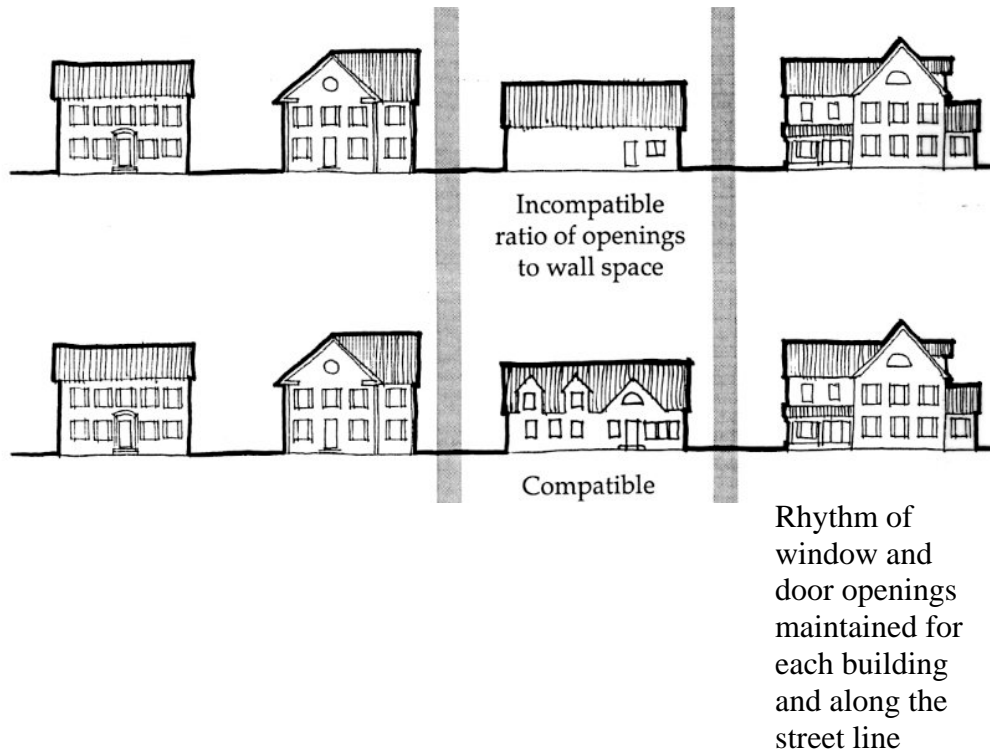 Incompatible
ratio of openings
to wall space
Compatible
Rhythm of
window and
door openings
maintained for
each building
and along the
street line